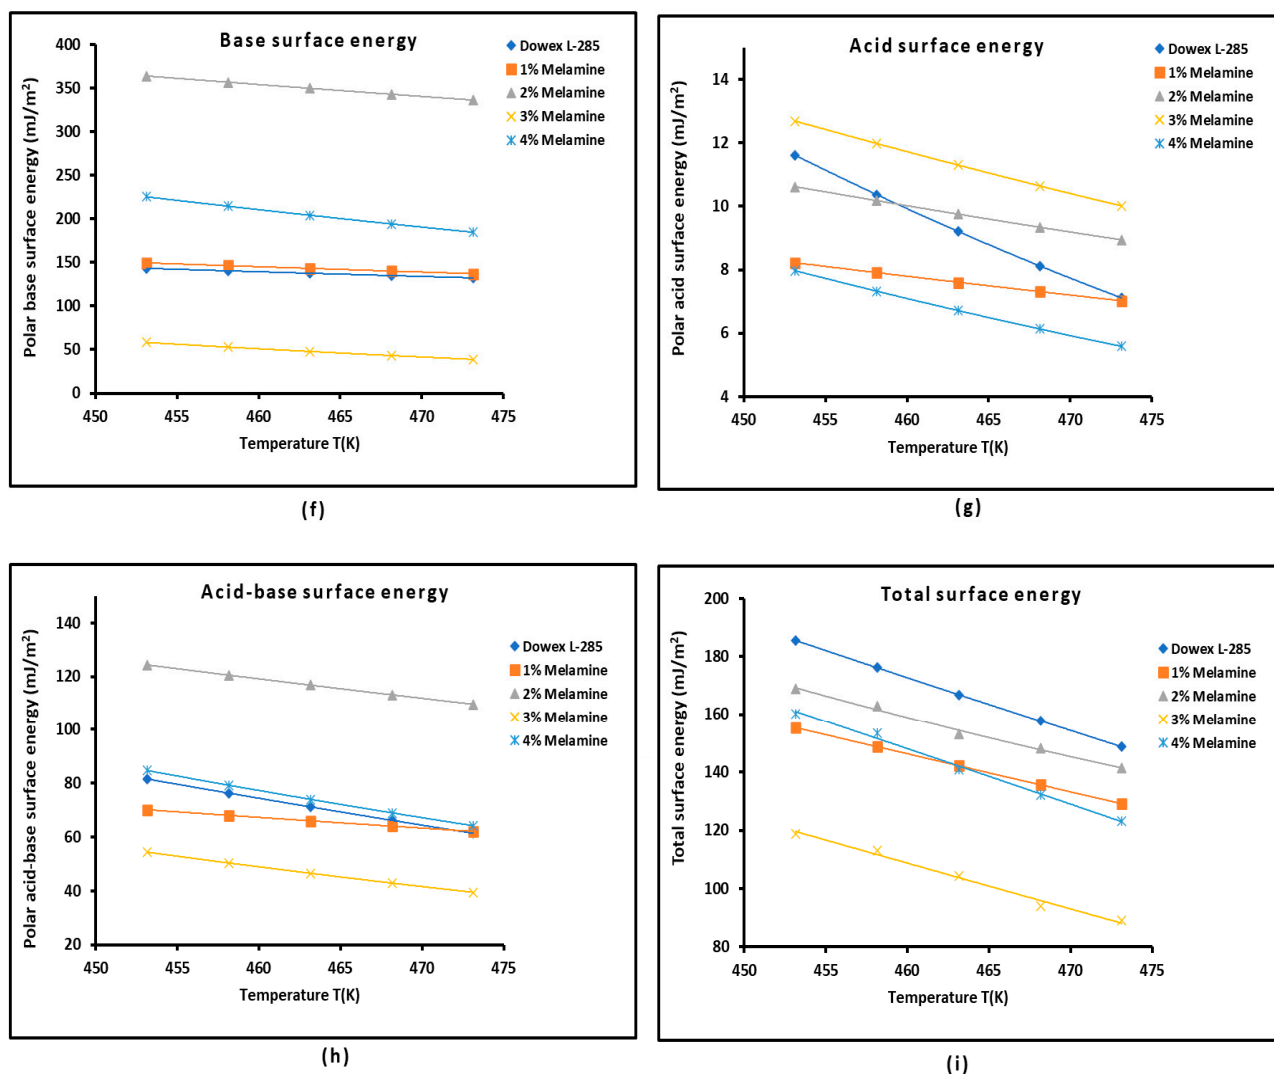 Base surface energy
Polar base surface energy (mJ/m²)
400
350
300
250
200
150
100
50
0
450 455 460 465 470 475
Temperature T(K)
Dowex L-285
1% Melamine
2% Melamine
3% Melamine
4% Melamine
(f)
Acid surface energy
Polar acid surface energy (mJ/m²)
14
12
10
8
6
4
450 455 460 465 470 475
Temperature T(K)
Dowex L-285
1% Melamine
2% Melamine
3% Melamine
4% Melamine
(g)
Acid-base surface energy
Polar acid-base surface energy (mJ/m²)
140
120
100
80
60
40
20
450 455 460 465 470 475
Temperature T(K)
Dowex L-285
1% Melamine
2% Melamine
3% Melamine
4% Melamine
(h)
Total surface energy
Total surface energy (mJ/m²)
200
180
160
140
120
100
80
450 455 460 465 470 475
Temperature T(K)
Dowex L-285
1% Melamine
2% Melamine
3% Melamine
4% Melamine
(i)